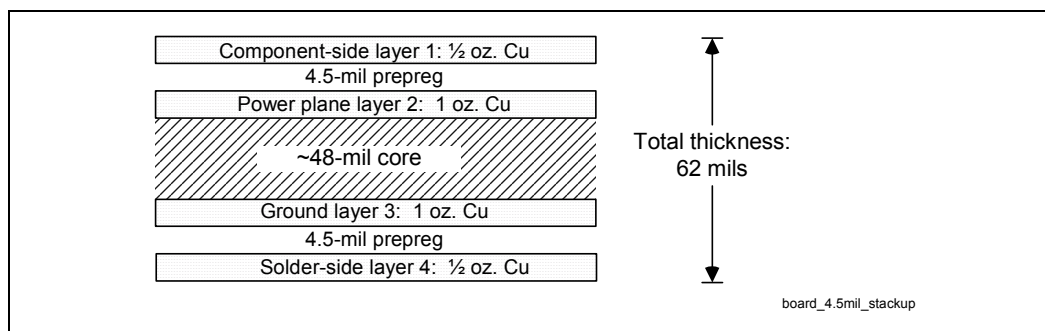 Component-side layer 1: ½ oz. Cu
4.5-mil prepreg
Power plane layer 2:  1 oz. Cu
~48-mil core
Ground layer 3:  1 oz. Cu
4.5-mil prepreg
Solder-side layer 4:  ½ oz. Cu
Total thickness:
62 mils
board_4.5mil_stackup